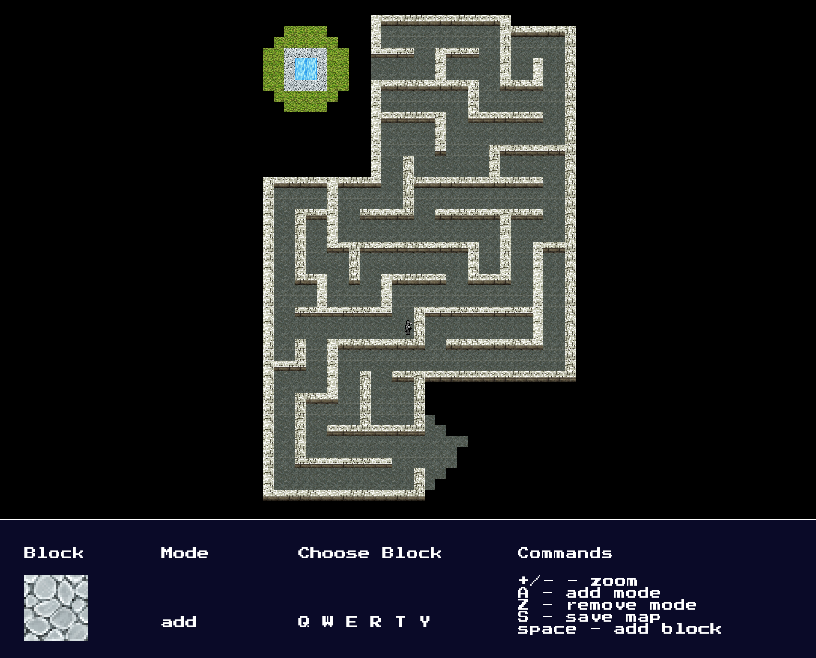 Block Mode Choose Block Commands
+/- - zoom
A - add mode
Z - remove mode
S - save map
add Q W E R T Y space - add block